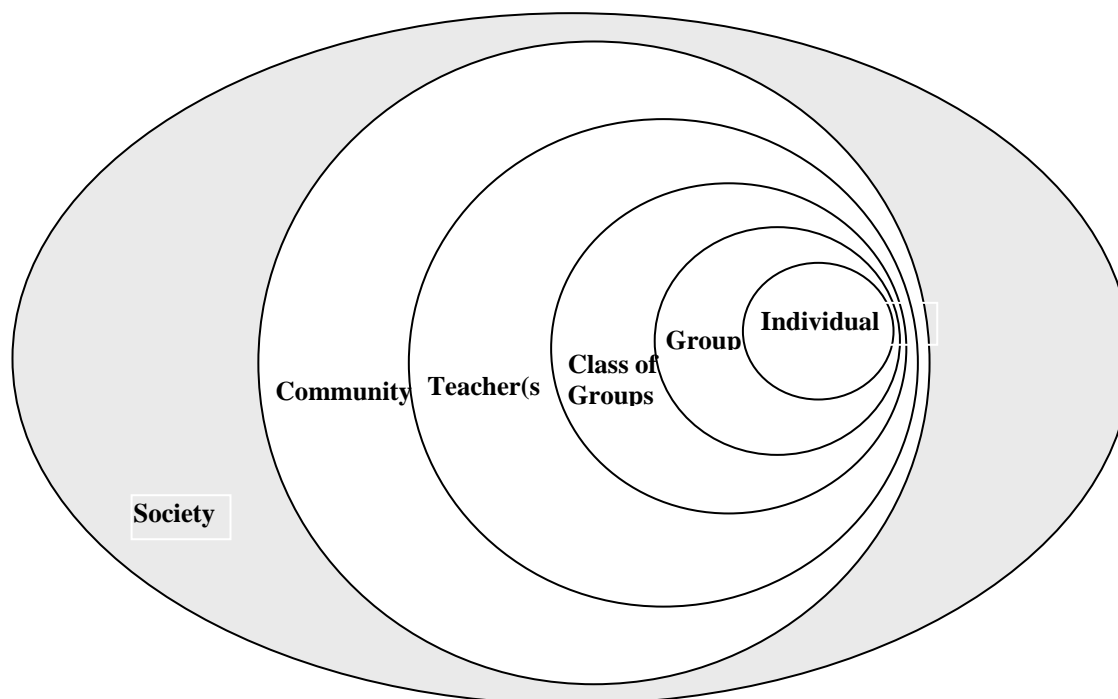 Individual
Group
Class of
Groups
Teacher(s
Community
Society